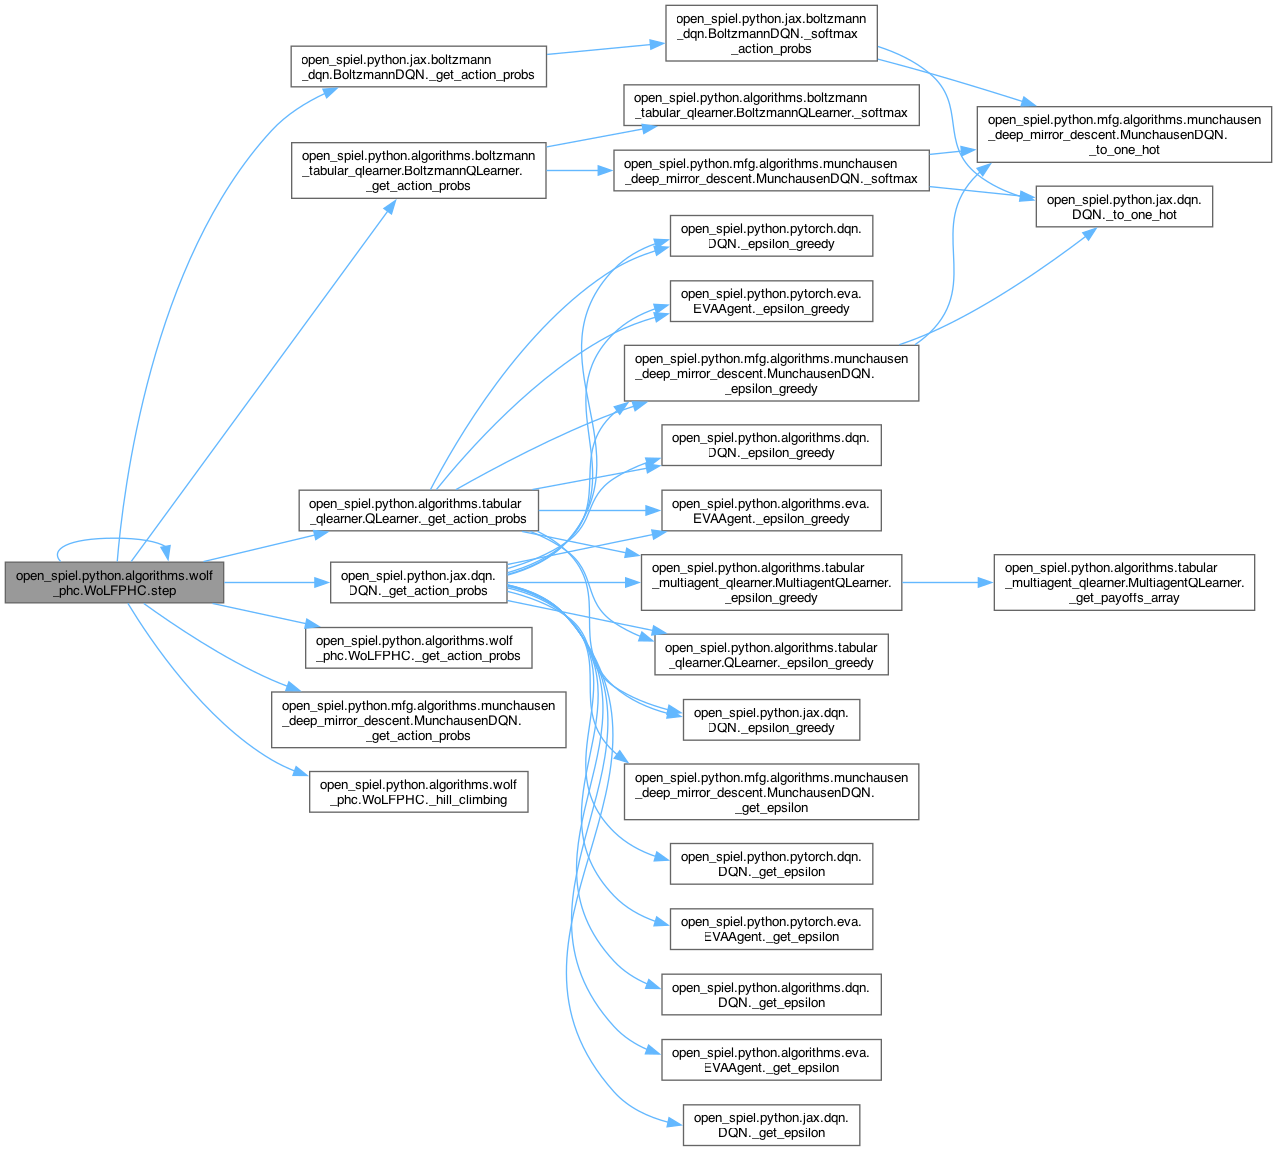 open_spiel.python.algorithms.wolf
_phc.WoLFPHC.step
open_spiel.python.jax.boltzmann
_dqn.BoltzmannDQN._get_action_probs
open_spiel.python.algorithms.boltzmann
_tabular_qlearner.BoltzmannQLearner.
_get_action_probs
open_spiel.python.algorithms.tabular
_qlearner.QLearner._get_action_probs
open_spiel.python.jax.dqn.
DQN._get_action_probs
open_spiel.python.algorithms.wolf
_phc.WoLFPHC._get_action_probs
open_spiel.python.mfg.algorithms.munchausen
_deep_mirror_descent.MunchausenDQN.
_get_action_probs
open_spiel.python.algorithms.wolf
_phc.WoLFPHC._hill_climbing
open_spiel.python.jax.boltzmann
_dqn.BoltzmannDQN._softmax
_action_probs
open_spiel.python.algorithms.boltzmann
_tabular_qlearner.BoltzmannQLearner._softmax
open_spiel.python.mfg.algorithms.munchausen
_deep_mirror_descent.MunchausenDQN._softmax
open_spiel.python.pytorch.dqn.
DQN._epsilon_greedy
open_spiel.python.pytorch.eva.
EVAAgent._epsilon_greedy
open_spiel.python.mfg.algorithms.munchausen
_deep_mirror_descent.MunchausenDQN.
_epsilon_greedy
open_spiel.python.algorithms.dqn.
DQN._epsilon_greedy
open_spiel.python.algorithms.eva.
EVAAgent._epsilon_greedy
open_spiel.python.algorithms.tabular
_multiagent_qlearner.MultiagentQLearner.
_epsilon_greedy
open_spiel.python.algorithms.tabular
_qlearner.QLearner._epsilon_greedy
open_spiel.python.jax.dqn.
DQN._epsilon_greedy
open_spiel.python.mfg.algorithms.munchausen
_deep_mirror_descent.MunchausenDQN.
_get_epsilon
open_spiel.python.pytorch.dqn.
DQN._get_epsilon
open_spiel.python.pytorch.eva.
EVAAgent._get_epsilon
open_spiel.python.algorithms.dqn.
DQN._get_epsilon
open_spiel.python.algorithms.eva.
EVAAgent._get_epsilon
open_spiel.python.jax.dqn.
DQN._get_epsilon
open_spiel.python.mfg.algorithms.munchausen
_deep_mirror_descent.MunchausenDQN.
_to_one_hot
open_spiel.python.jax.dqn.
DQN._to_one_hot
open_spiel.python.algorithms.tabular
_multiagent_qlearner.MultiagentQLearner.
_get_payoffs_array